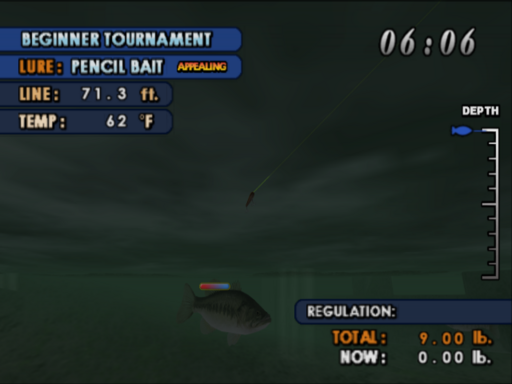 BEGINNER TOURNAMENT
06:06
LURE: PENCIL BAIT APPEALING
LINE: 71.3 ft.
TEMP: 62 °F
DEPTH
REGULATION:
TOTAL: 9.00 lb.
NOW: 0.00 lb.